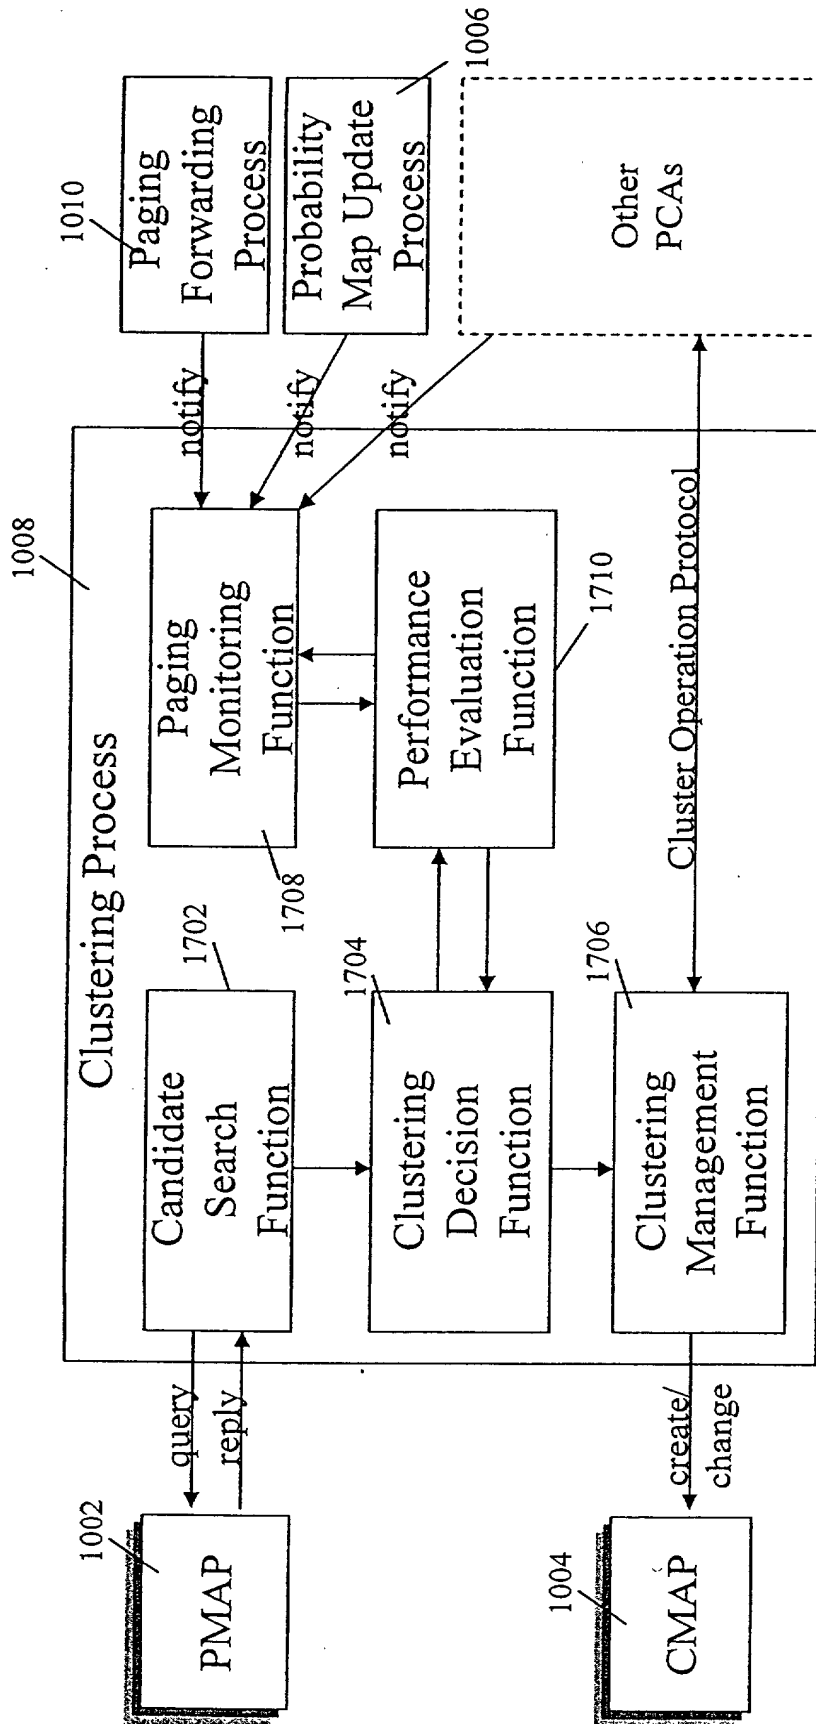 Clustering Process
1008
PMAP
1002
query
reply
Candidate
Search
Function
1702
Paging
Monitoring
Function
1708
notify
notify
notify
Paging
Forwarding
Process
1010
Probability
Map Update
Process
1006
Clustering
Decision
Function
1704
Performance
Evaluation
Function
1710
Other
PCAs
CMAP
1004
create/
change
Clustering
Management
Function
1706
Cluster Operation Protocol